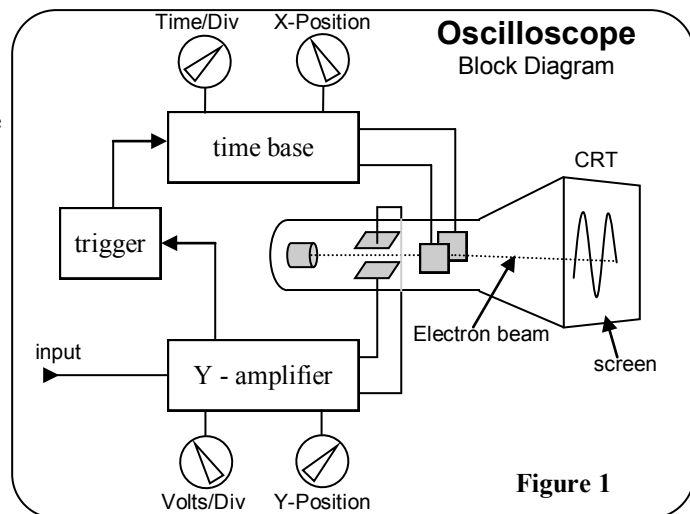 Time/Div
X-Position
Oscilloscope
Block Diagram
e
time base
CRT
trigger
Electron beam
input
Y - amplifier
screen
Volts/Div
Y-Position
Figure 1